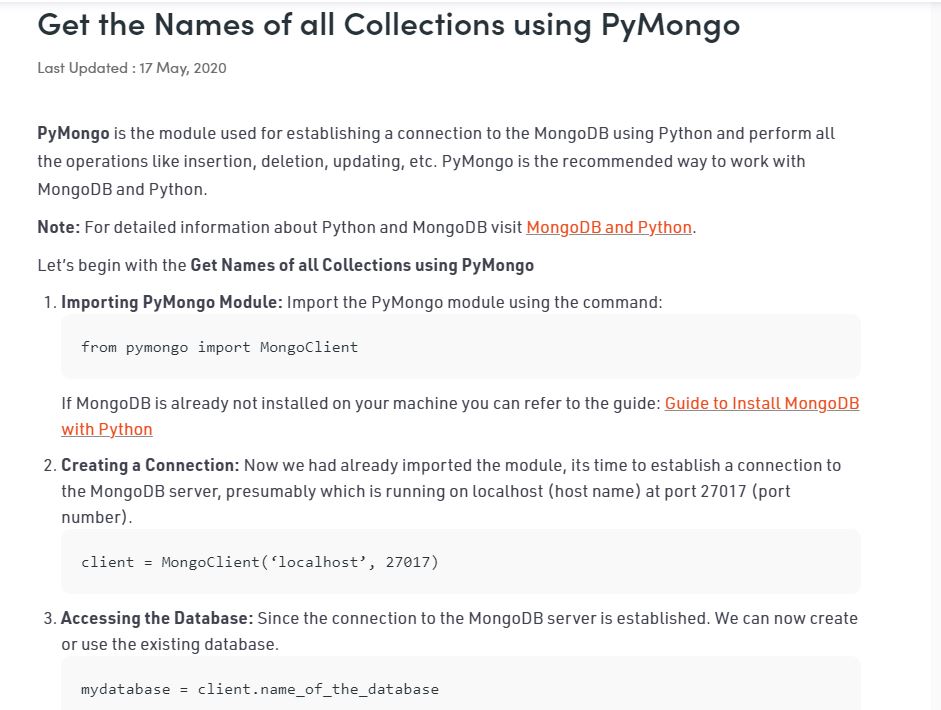 Get the Names of all Collections using PyMongo
Last Updated : 17 May, 2020
PyMongo is the module used for establishing a connection to the MongoDB using Python and perform all
the operations like insertion, deletion, updating, etc. PyMongo is the recommended way to work with
MongoDB and Python.
Note: For detailed information about Python and MongoDB visit MongoDB and Python.
Let's begin with the Get Names of all Collections using PyMongo
1. Importing PyMongo Module: Import the PyMongo module using the command:
from pymongo import MongoClient
If MongoDB is already not installed on your machine you can refer to the guide: Guide to Install MongoDB
with Python
2. Creating a Connection: Now we had already imported the module, its time to establish a connection to
the MongoDB server, presumably which is running on localhost (host name) at port 27017 (port
number).
client = MongoClient(‘localhost’, 27017)
3. Accessing the Database: Since the connection to the MongoDB server is established. We can now create
or use the existing database.
mydatabase = client.name_of_the_database